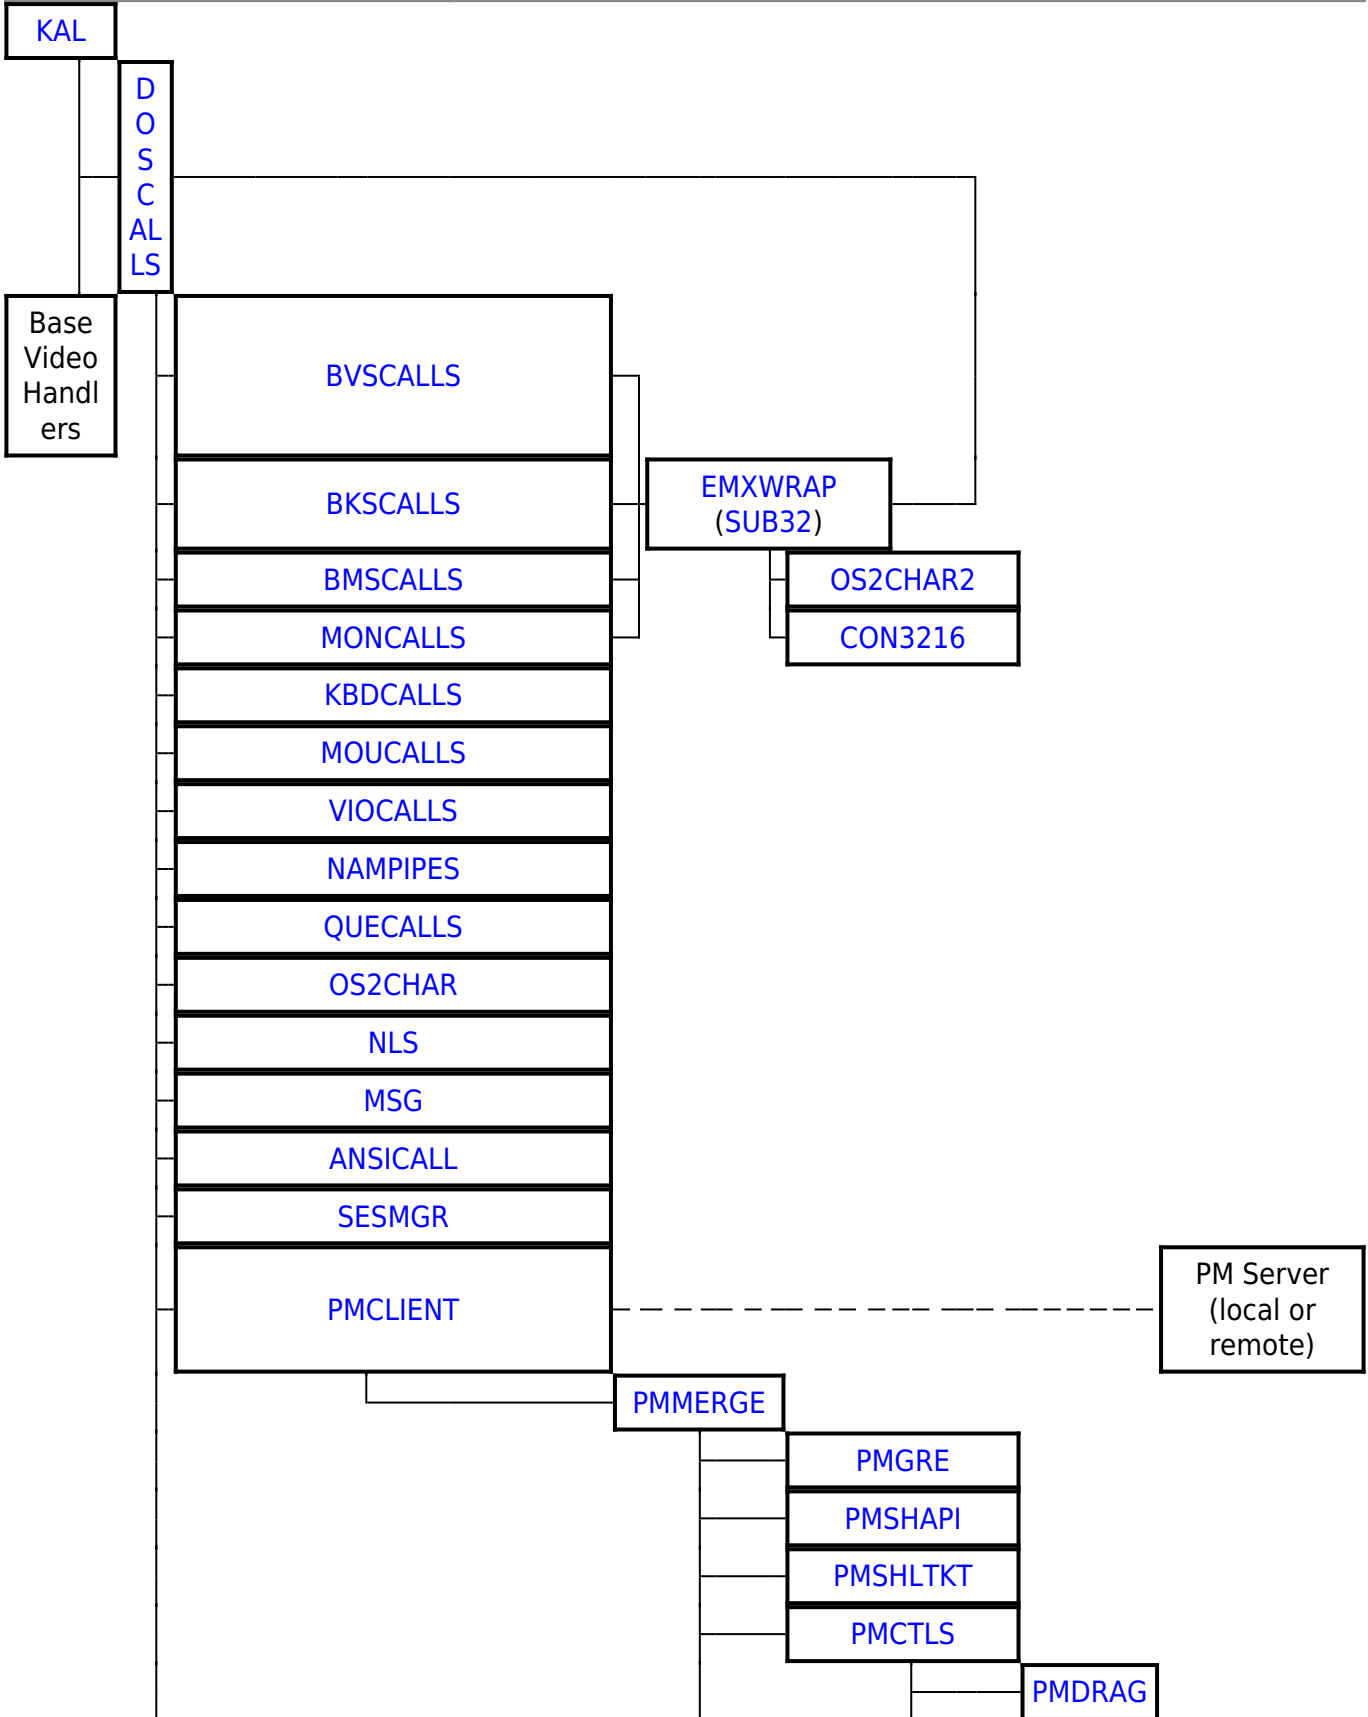 KAL
D
O
S
C
AL
LS
Base
Video
Handl
ers
BVSCALLS
BKSCALLS
EMXWRAP
(SUB32)
BMSCALLS
OS2CHAR2
MONCALLS
CON3216
KBDCALLS
MOUCALLS
VIOCALLS
NAMPIPES
QUECALLS
OS2CHAR
NLS
MSG
ANSICALL
SESMGR
PMCLIENT
PM Server
(local or
remote)
PMMERGE
PMGRE
PMSHAPI
PMSHLTKT
PMCTLS
PMDRAG